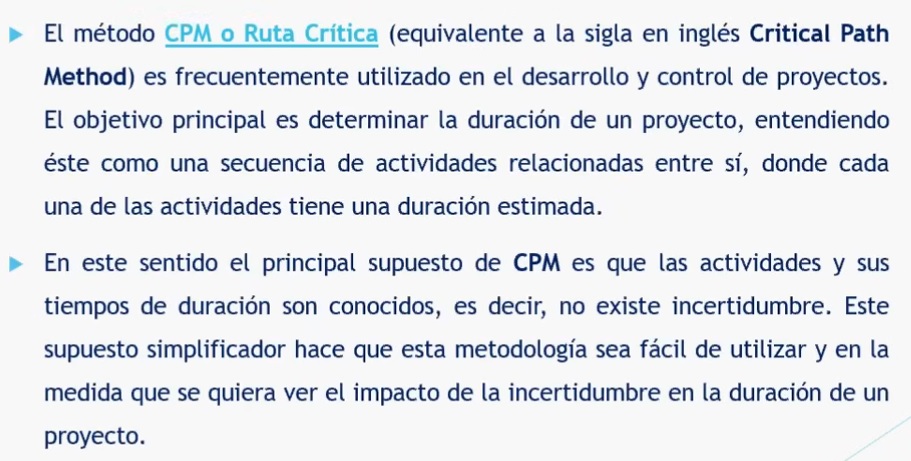 El método CPM o Ruta Crítica (equivalente a la sigla en inglés Critical Path
Method) es frecuentemente utilizado en el desarrollo y control de proyectos.
El objetivo principal es determinar la duración de un proyecto, entendiendo
éste como una secuencia de actividades relacionadas entre sí, donde cada
una de las actividades tiene una duración estimada.
En este sentido el principal supuesto de CPM es que las actividades y sus
tiempos de duración son conocidos, es decir, no existe incertidumbre. Este
supuesto simplificador hace que esta metodología sea fácil de utilizar y en la
medida que se quiera ver el impacto de la incertidumbre en la duración de un
proyecto.